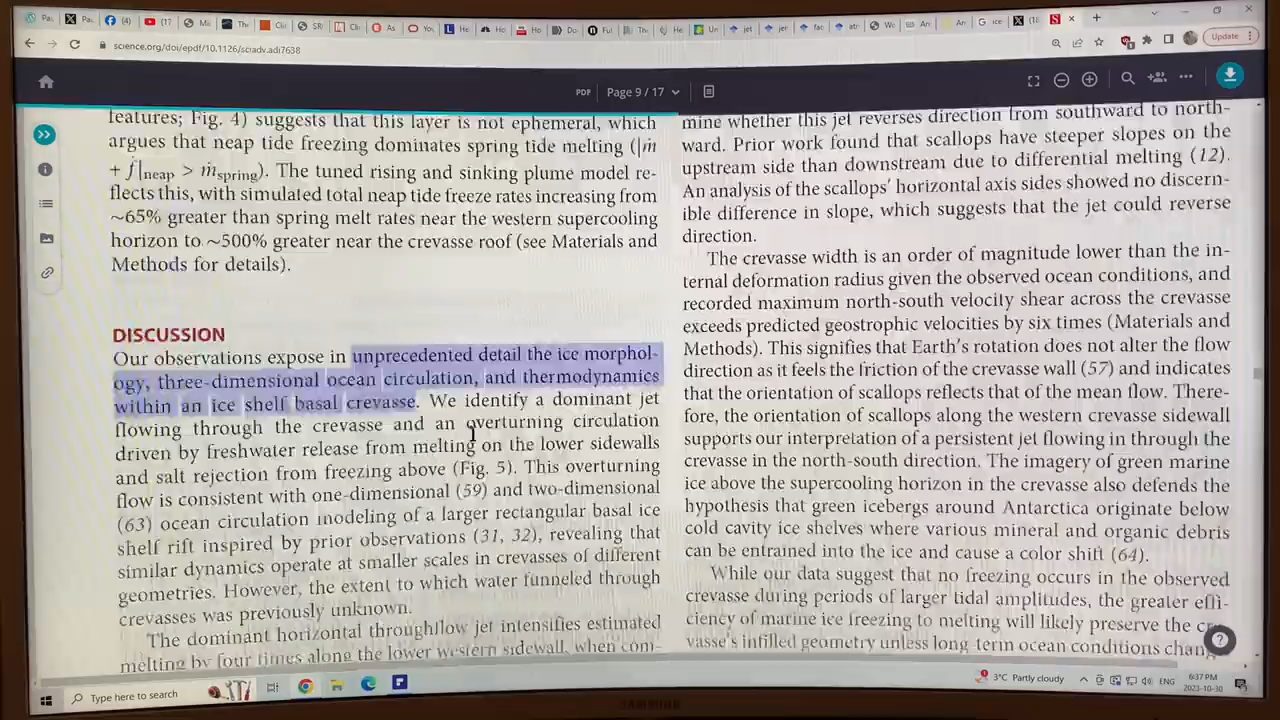 science.org/doi/epdf/10.1126/sciadv.adi7638
Update
PDF
Page 9 / 17
features; Fig. 4) suggests that this layer is not ephemeral, which
argues that neap tide freezing dominates spring tide melting (|ṁ
+ ḟ|neap > ṁspring). The tuned rising and sinking plume model re-
flects this, with simulated total neap tide freeze rates increasing from
~65% greater than spring melt rates near the western supercooling
horizon to ~500% greater near the crevasse roof (see Materials and
Methods for details).
DISCUSSION
Our observations expose in unprecedented detail the ice morphol-
ogy, three-dimensional ocean circulation, and thermodynamics
within an ice shelf basal crevasse. We identify a dominant jet
flowing through the crevasse and an overturning circulation
driven by freshwater release from melting on the lower sidewalls
and salt rejection from freezing above (Fig. 5). This overturning
flow is consistent with one-dimensional (59) and two-dimensional
(63) ocean circulation modeling of a larger rectangular basal ice
shelf rift inspired by prior observations (31, 32), revealing that
similar dynamics operate at smaller scales in crevasses of different
geometries. However, the extent to which water funneled through
crevasses was previously unknown.
The dominant horizontal throughflow jet intensifies estimated
melting by four times along the lower western sidewall, when com-
mine whether this jet reverses direction from southward to north-
ward. Prior work found that scallops have steeper slopes on the
upstream side than downstream due to differential melting (12).
An analysis of the scallops' horizontal axis sides showed no discern-
ible difference in slope, which suggests that the jet could reverse
direction.
The crevasse width is an order of magnitude lower than the in-
ternal deformation radius given the observed ocean conditions, and
recorded maximum north-south velocity shear across the crevasse
exceeds predicted geostrophic velocities by six times (Materials and
Methods). This signifies that Earth's rotation does not alter the flow
direction as it feels the friction of the crevasse wall (57) and indicates
that the orientation of scallops reflects that of the mean flow. There-
fore, the orientation of scallops along the western crevasse sidewall
supports our interpretation of a persistent jet flowing in through the
crevasse in the north-south direction. The imagery of green marine
ice above the supercooling horizon in the crevasse also defends the
hypothesis that green icebergs around Antarctica originate below
cold cavity ice shelves where various mineral and organic debris
can be entrained into the ice and cause a color shift (64).
While our data suggest that no freezing occurs in the observed
crevasse during periods of larger tidal amplitudes, the greater effi-
ciency of marine ice freezing to melting will likely preserve the cre-
vasse's infilled geometry unless long-term ocean conditions chang
Type here to search
3°C Partly cloudy
ENG
6:37 PM
2023-10-30
SAMSUNG